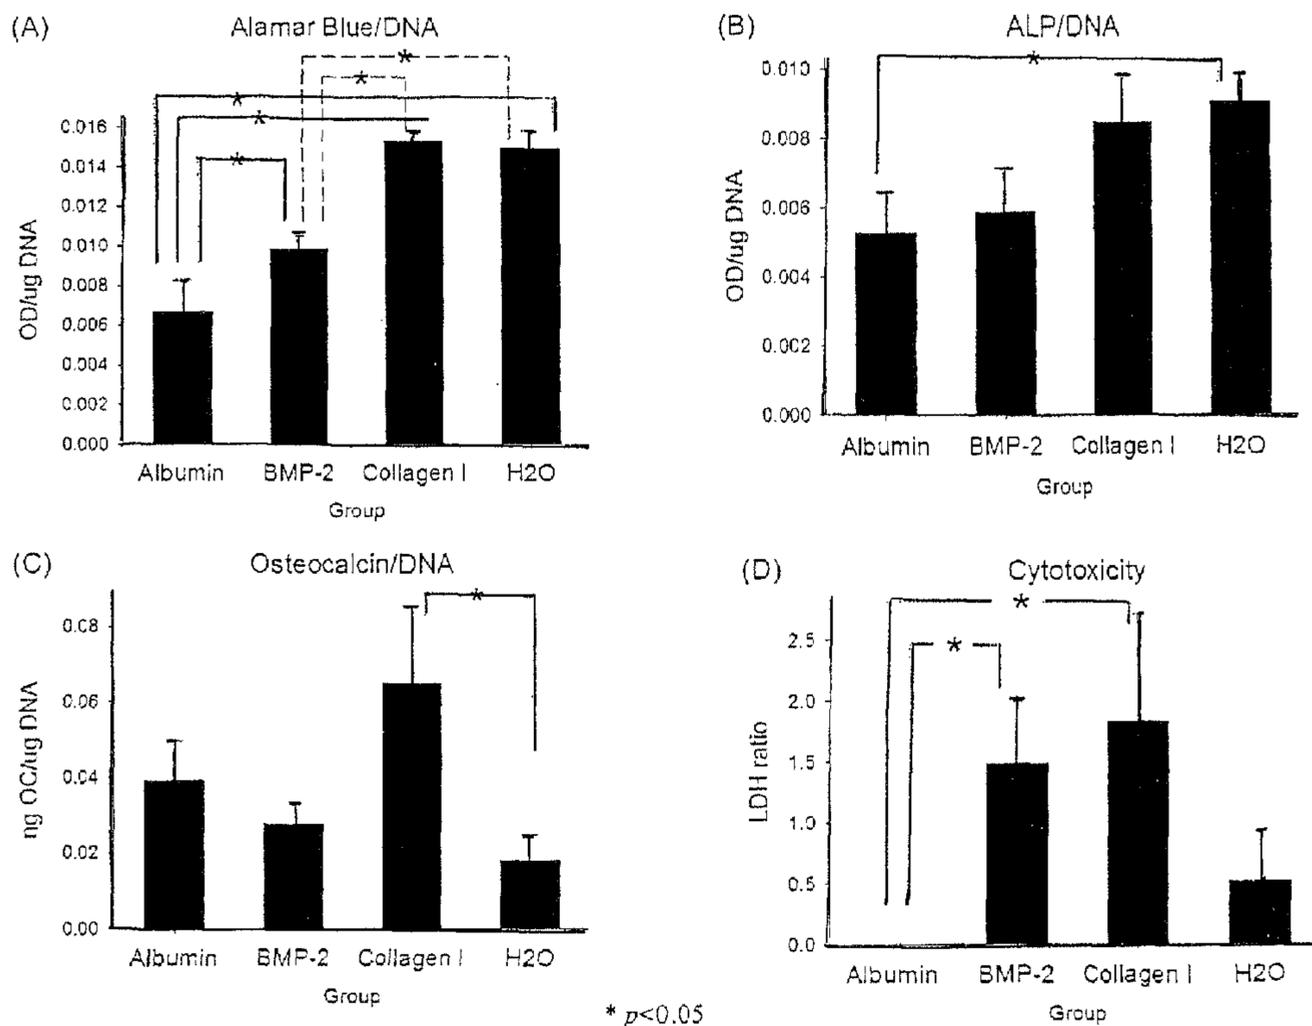 (A)
Alamar Blue/DNA
*
*
*
*
*
OD/ug DNA
0.016
0.014
0.012
0.010
0.008
0.006
0.004
0.002
0.000
Albumin BMP-2 Collagen I H2O
Group
(B)
ALP/DNA
*
OD/ug DNA
0.010
0.008
0.006
0.004
0.002
0.000
Albumin BMP-2 Collagen I H2O
Group
(C)
Osteocalcin/DNA
*
ng OC/ug DNA
0.08
0.06
0.04
0.02
0.00
Albumin BMP-2 Collagen I H2O
Group
(D)
Cytotoxicity
*
*
LDH ratio
2.5
2.0
1.5
1.0
0.5
0.0
Albumin BMP-2 Collagen I H2O
Group
* p<0.05